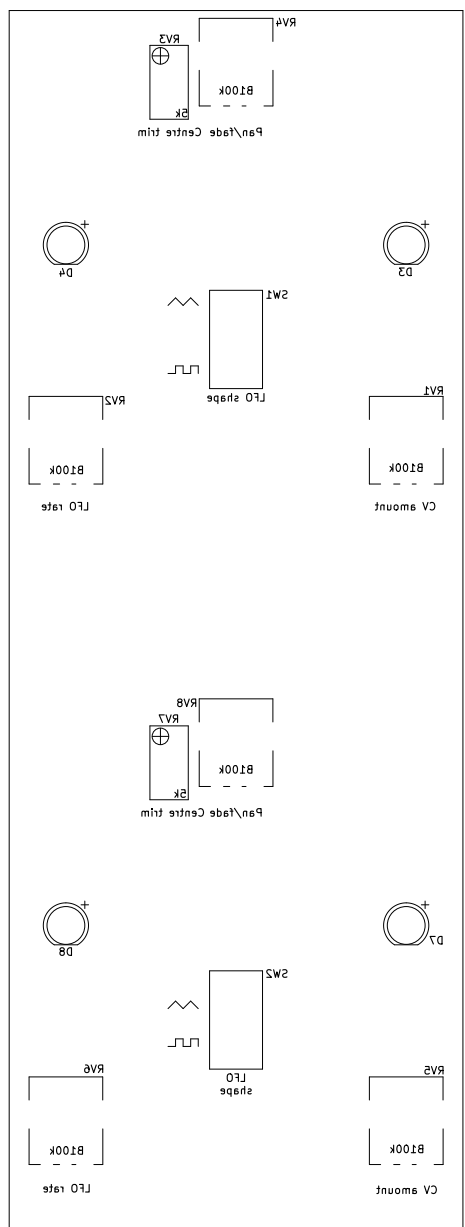 RV4
RV3
B100k
5k
Pan/fade Centre trim
+
+
D4
D3
SW1
LFO shape
RV2
RV1
B100k
B100k
LFO rate
CV amount
RV8
RV7
B100k
5k
Pan/fade Centre trim
+
+
D8
D7
SW2
LFO
shape
RV6
RV5
B100k
B100k
LFO rate
CV amount